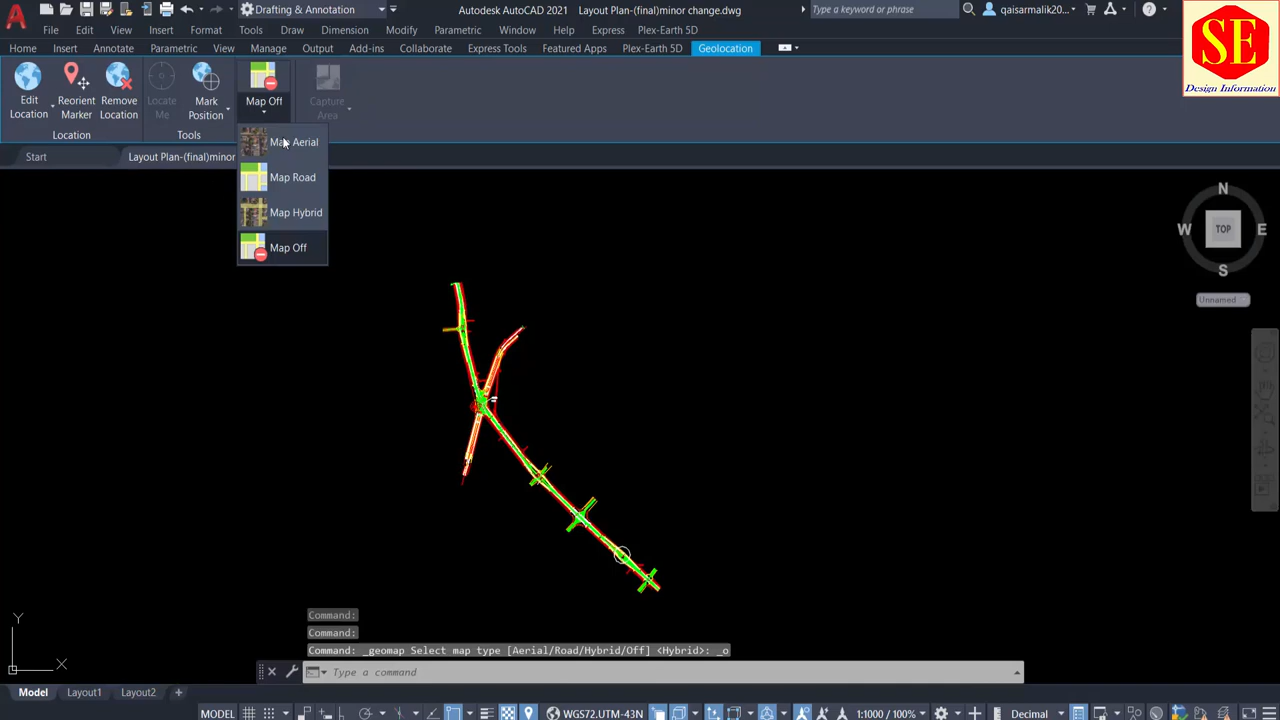 Drafting & Annotation
Autodesk AutoCAD 2021 Layout Plan-(final)minor change.dwg
Type a keyword or phrase
qaisarmalik20...
File Edit View Insert Format Tools Draw Dimension Modify Parametric Window Help Express Plex-Earth 5D
Home Insert Annotate Parametric View Manage Output Add-ins Collaborate Express Tools Featured Apps Plex-Earth 5D Geolocation
SE
Design Information
Edit Location
Reorient Marker
Remove Location
Locate Me
Mark Position
Map Off
Capture Area
Location
Tools
Start
Layout Plan-(final)minor
Map Aerial
Map Road
Map Hybrid
Map Off
N
W TOP E
S
Unnamed
Command:
Command:
Command: _geomap Select map type [Aerial/Road/Hybrid/Off] <Hybrid>: _o
Type a command
Y
X
Model Layout1 Layout2 +
MODEL WGS72.UTM-43N 1:1000 / 100% Decimal